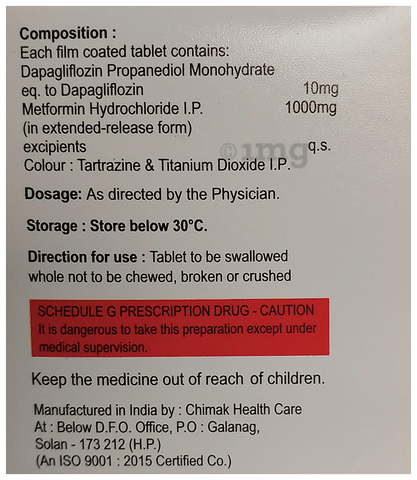 Composition :
Each film coated tablet contains:
Dapagliflozin Propanediol Monohydrate
eq. to Dapagliflozin 10mg
Metformin Hydrochloride I.P. 1000mg
(in extended-release form)
excipients q.s.
©1mg
Colour : Tartrazine & Titanium Dioxide I.P.
Dosage: As directed by the Physician.
Storage : Store below 30°C.
Direction for use : Tablet to be swallowed
whole not to be chewed, broken or crushed
SCHEDULE G PRESCRIPTION DRUG - CAUTION
It is dangerous to take this preparation except under
medical supervision.
Keep the medicine out of reach of children.
Manufactured in India by : Chimak Health Care
At : Below D.F.O. Office, P.O : Galanag,
Solan - 173 212 (H.P.)
(An ISO 9001 : 2015 Certified Co.)